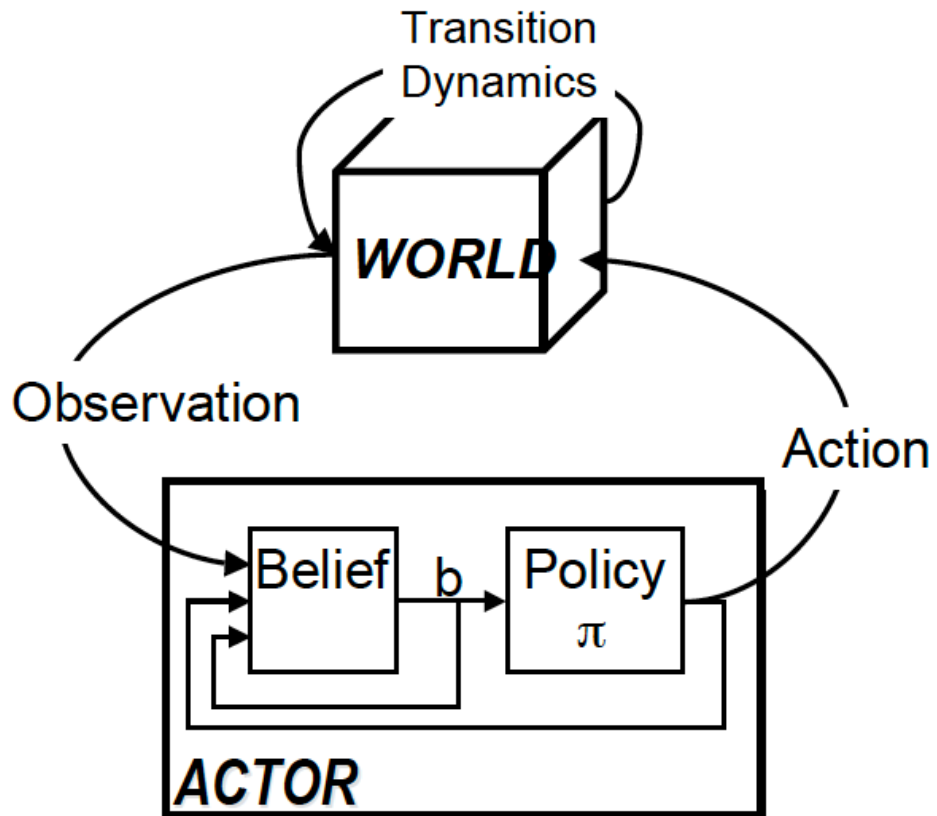 Transition
Dynamics
WORLD
Observation
Action
Belief
b
Policy
π
ACTOR